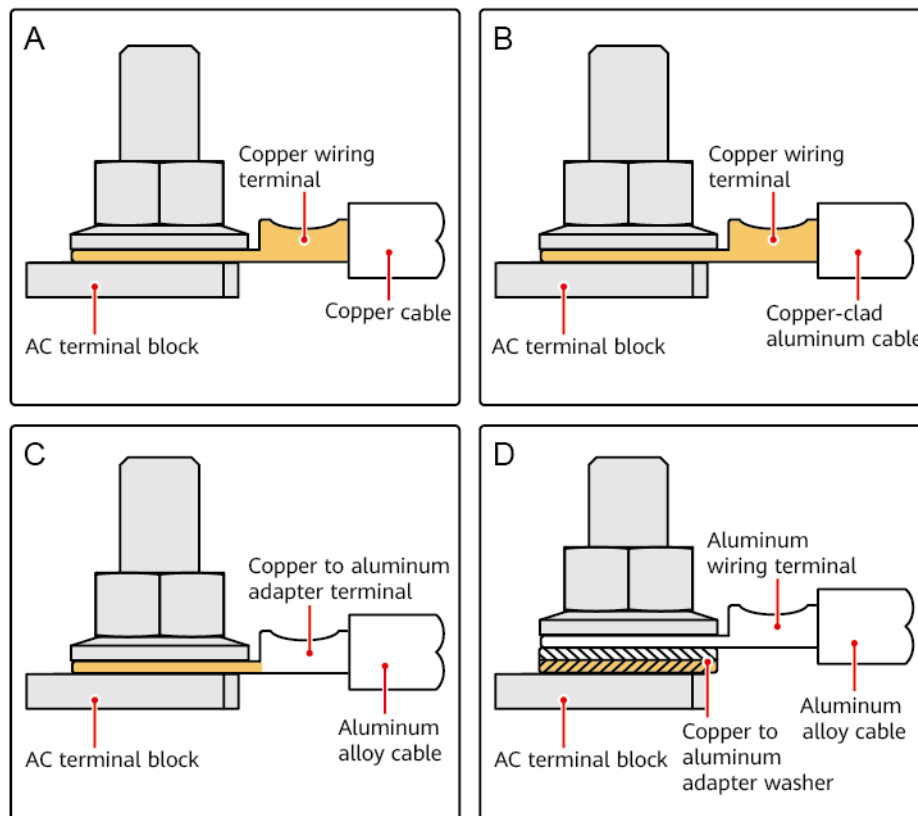 A
Copper wiring
terminal
Copper cable
AC terminal block
B
Copper wiring
terminal
Copper-clad
aluminum cable
AC terminal block
C
Copper to aluminum
adapter terminal
Aluminum
alloy cable
AC terminal block
D
Aluminum
wiring terminal
Aluminum
alloy cable
Copper to
aluminum
adapter washer
AC terminal block